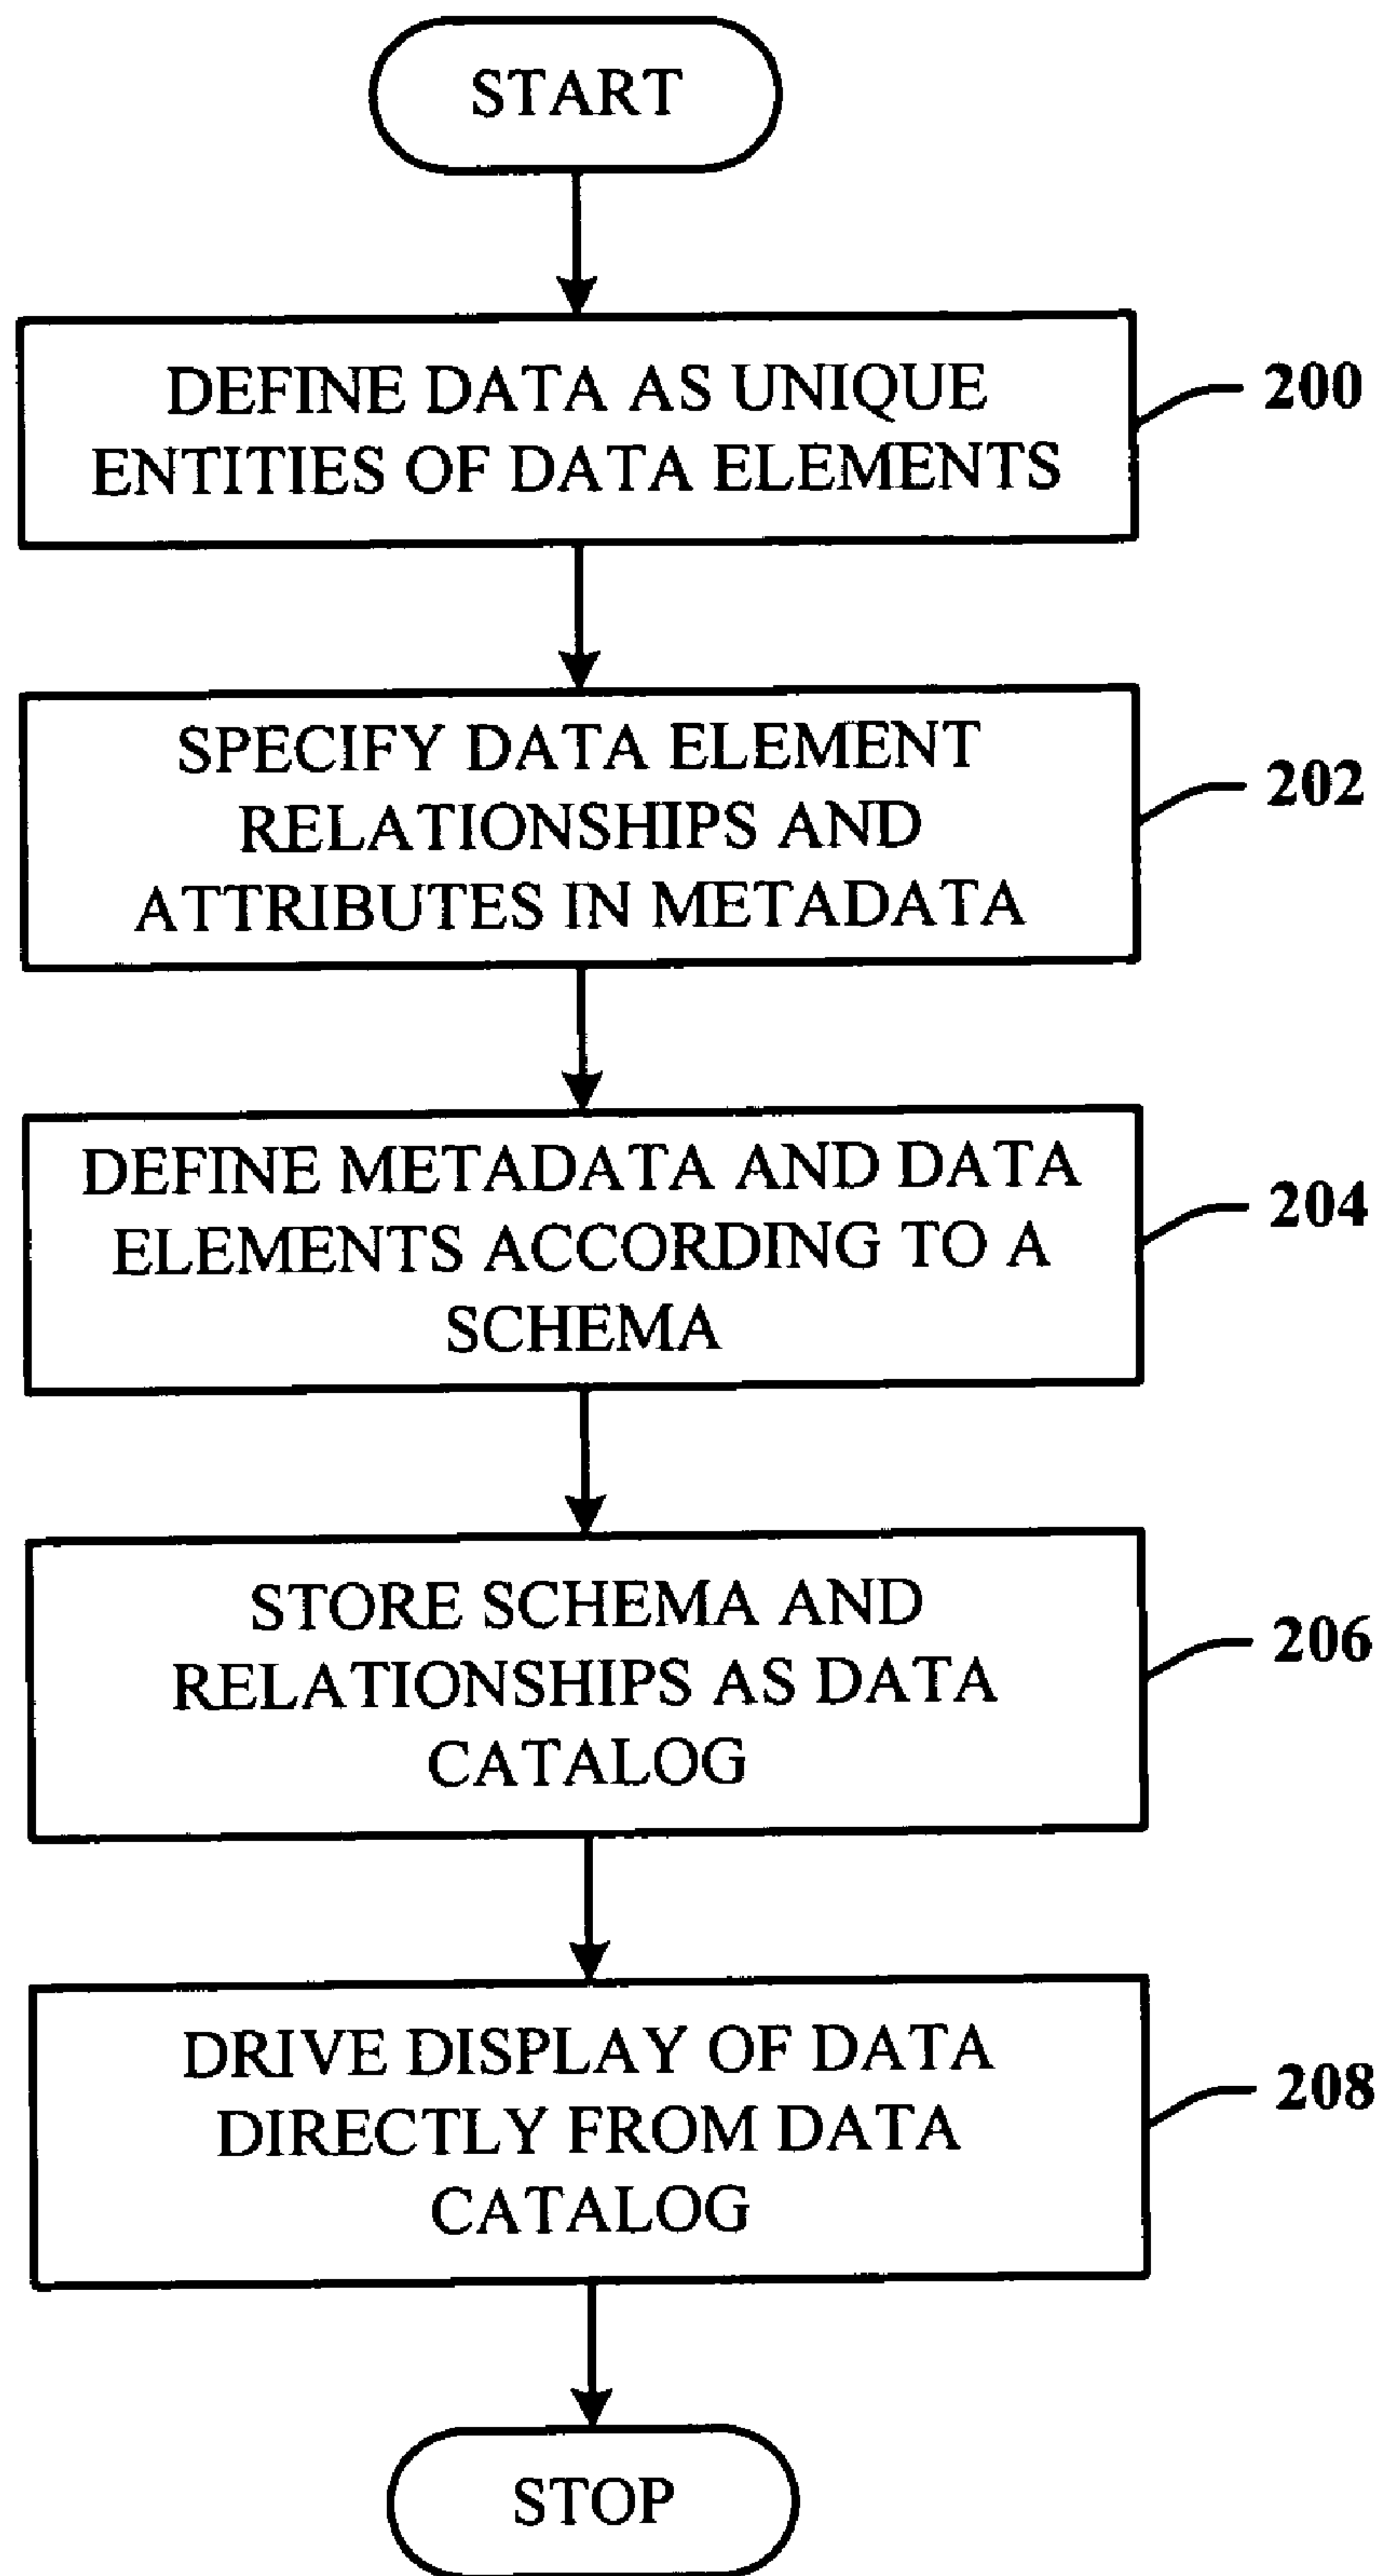 START
DEFINE DATA AS UNIQUE
ENTITIES OF DATA ELEMENTS
200
SPECIFY DATA ELEMENT
RELATIONSHIPS AND
ATTRIBUTES IN METADATA
202
DEFINE METADATA AND DATA
ELEMENTS ACCORDING TO A
SCHEMA
204
STORE SCHEMA AND
RELATIONSHIPS AS DATA
CATALOG
206
DRIVE DISPLAY OF DATA
DIRECTLY FROM DATA
CATALOG
208
STOP